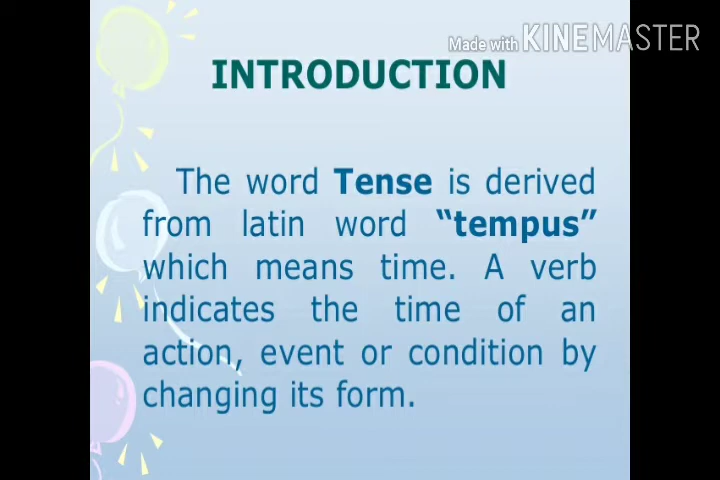 Made with KINEMASTER
INTRODUCTION
The word Tense is derived
from latin word “tempus”
which means time. A verb
indicates the time of an
action, event or condition by
changing its form.